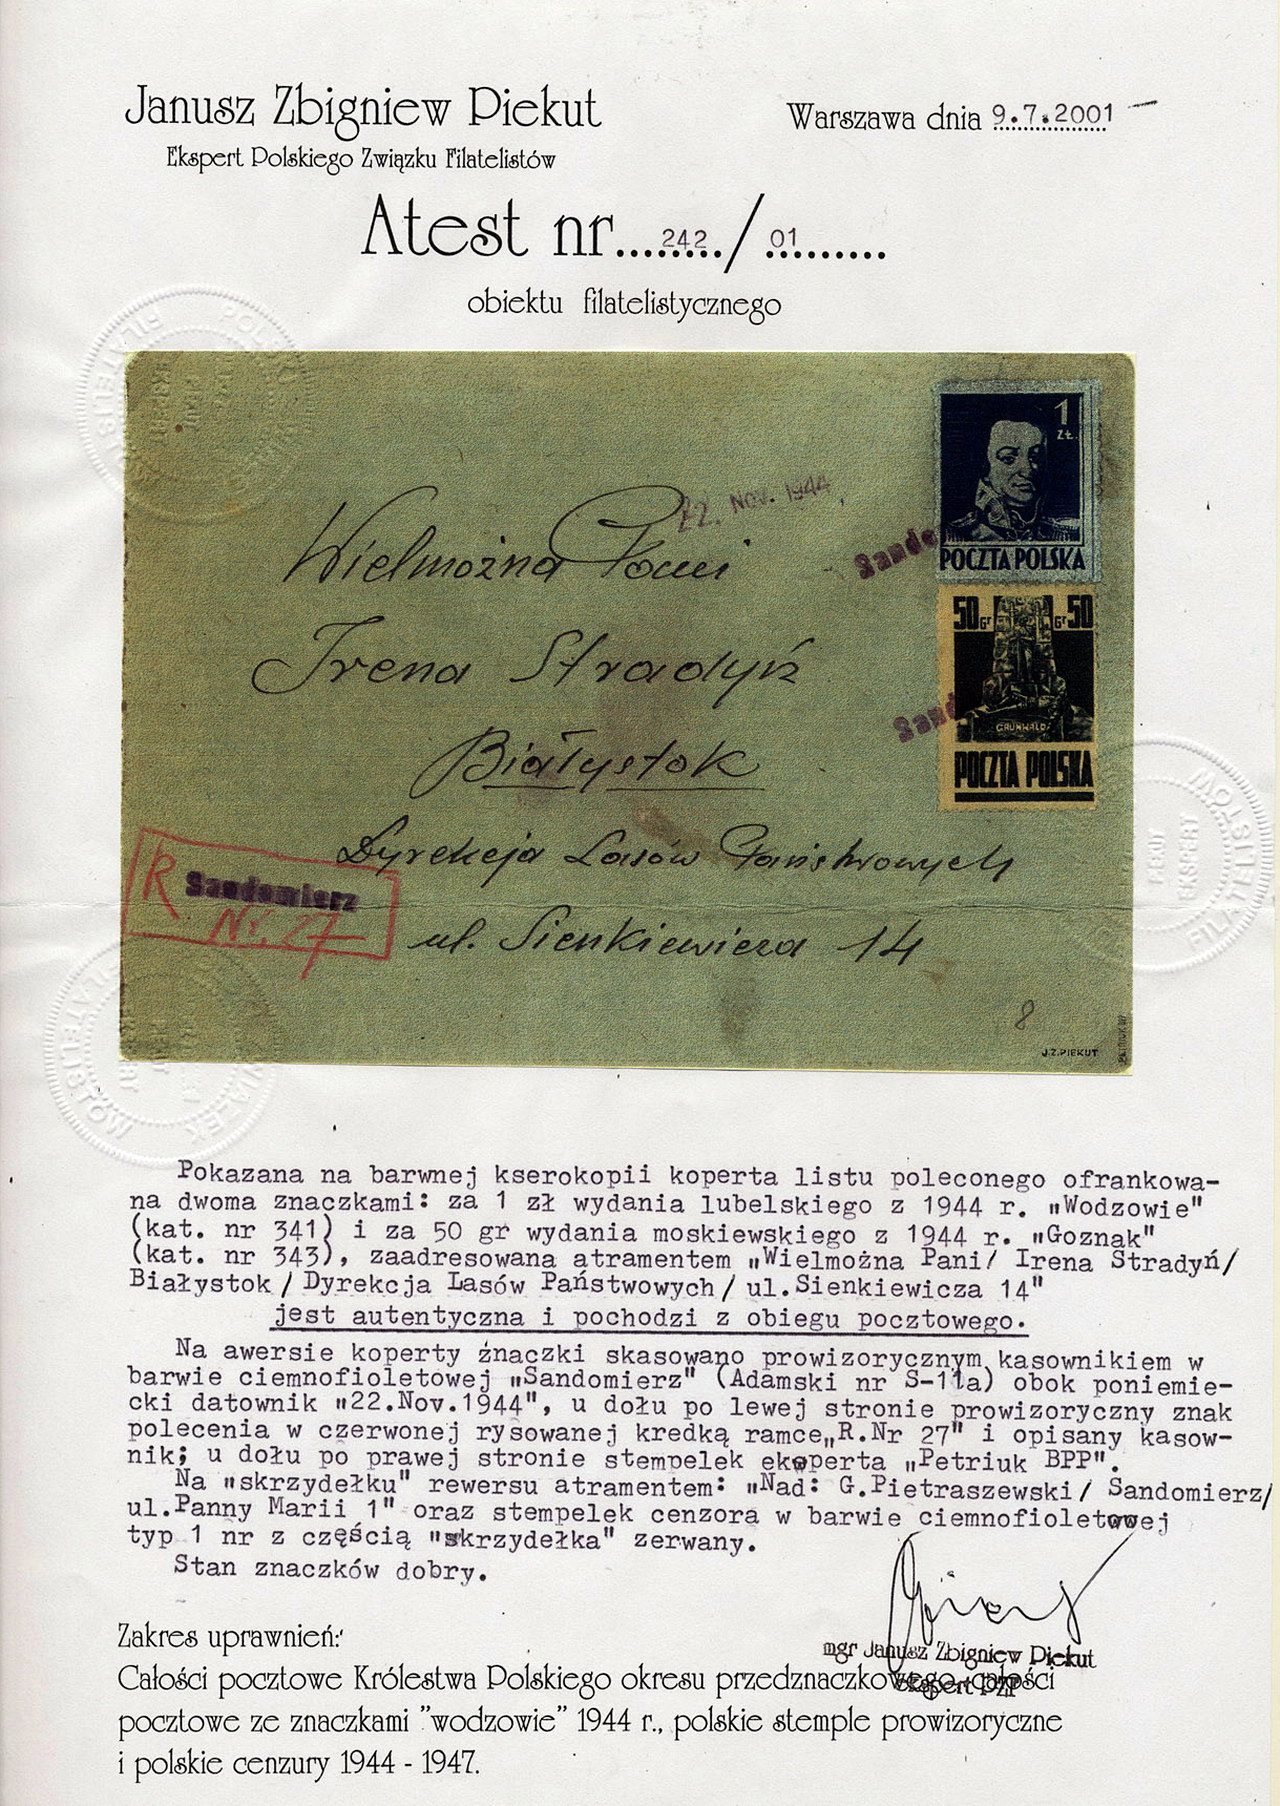 Janusz Zbigniew Piekut
Warszawa dnia 9.7.2001
Ekspert Polskiego Związku Filatelistów
Atest nr 242 / 01
obiektu filatelistycznego
22. NOV. 1944
1
ZŁ.
POCZTA POLSKA
Wielmożna Pani
50 Gr Gr 50
GRUNWALD
POCZTA POLSKA
Irena Stradyń
Białystok
Dyrekcja Lasów Państwowych
R Sandomierz
Nr. 27
ul. Sienkiewicza 14
8
J.Z.PIEKUT
Pokazana na barwnej kserokopii koperta listu poleconego ofrankowa-
na dwoma znaczkami: za 1 zł wydania lubelskiego z 1944 r. "Wodzowie"
(kat. nr 341) i za 50 gr wydania moskiewskiego z 1944 r. "Goznak"
(kat. nr 343), zaadresowana atramentem "Wielmożna Pani/ Irena Stradyń/
Białystok/ Dyrekcja Lasów Państwowych/ ul.Sienkiewicza 14"
jest autentyczna i pochodzi z obiegu pocztowego.
Na awersie koperty znaczki skasowano prowizorycznym kasownikiem w
barwie ciemnofioletowej "Sandomierz" (Adamski nr S-11a) obok poniemie-
cki datownik "22.Nov.1944", u dołu po lewej stronie prowizoryczny znak
polecenia w czerwonej rysowanej kredką ramce "R.Nr 27" i opisany kasow-
nik; u dołu po prawej stronie stempelek eksperta "Petriuk BPP".
Na "skrzydełku" rewersu atramentem: "Nad: G.Pietraszewski/ Sandomierz/
ul.Panny Marii 1" oraz stempelek cenzora w barwie ciemnofioletowej
typ 1 nr z częścią "skrzydełka" zerwany.
Stan znaczków dobry.
mgr Janusz Zbigniew Piekut
ekspert PZF
Zakres uprawnień:
Całości pocztowe Królestwa Polskiego okresu przedznaczkowego, całości
pocztowe ze znaczkami "wodzowie" 1944 r., polskie stemple prowizoryczne
i polskie cenzury 1944 - 1947.